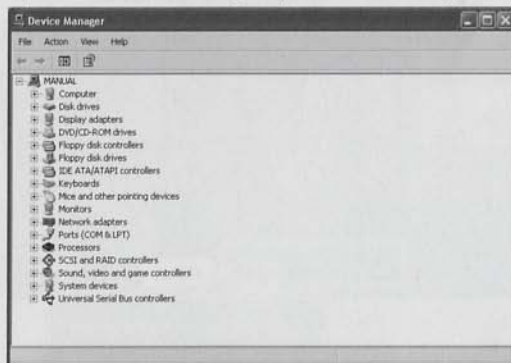 Device Manager
File Action View Help
MANUAL
Computer
Disk drives
Display adapters
DVD/CD-ROM drives
Floppy disk controllers
Floppy disk drives
IDE ATA/ATAPI controllers
Keyboards
Mice and other pointing devices
Monitors
Network adapters
Ports (COM & LPT)
Processors
SCSI and RAID controllers
Sound, video and game controllers
System devices
Universal Serial Bus controllers